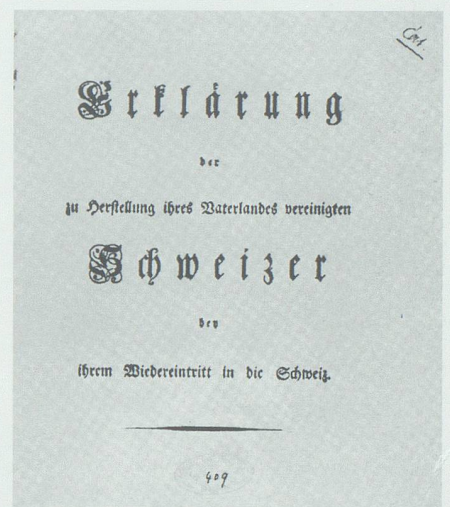 Erklärung
der
zu Herstellung ihres Vaterlandes vereinigten
Schweizer
bey
ihrem Wiedereintritt in die Schweiz.
409